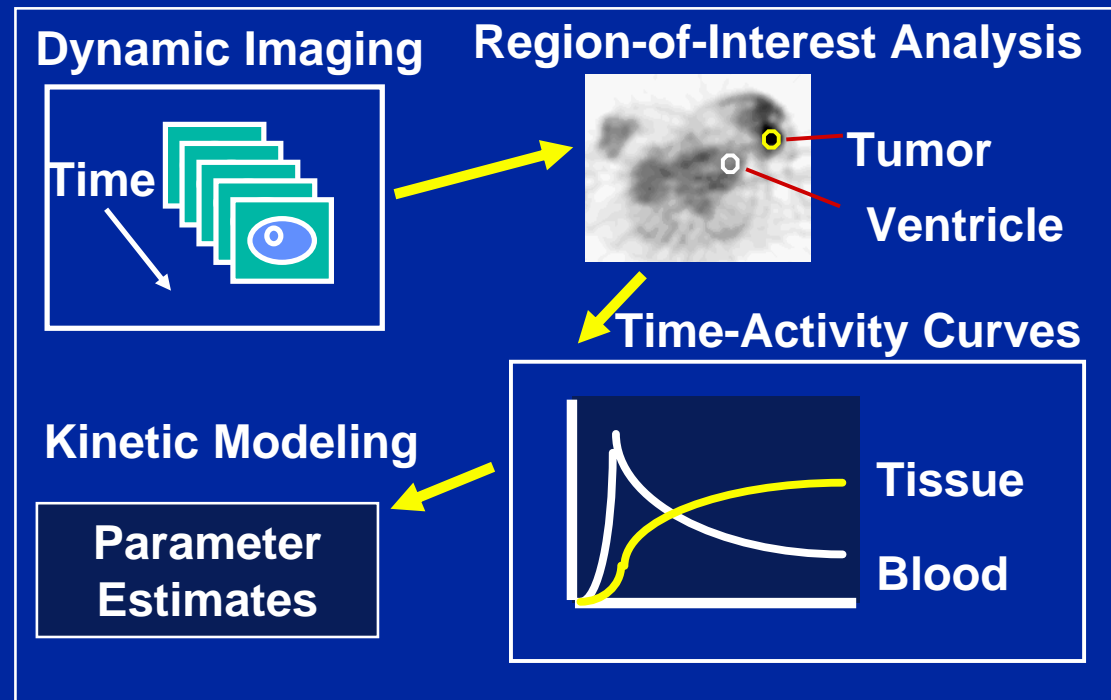 Dynamic Imaging
Time
Region-of-Interest Analysis
Tumor
Ventricle
Time-Activity Curves
Tissue
Blood
Kinetic Modeling
Parameter
Estimates